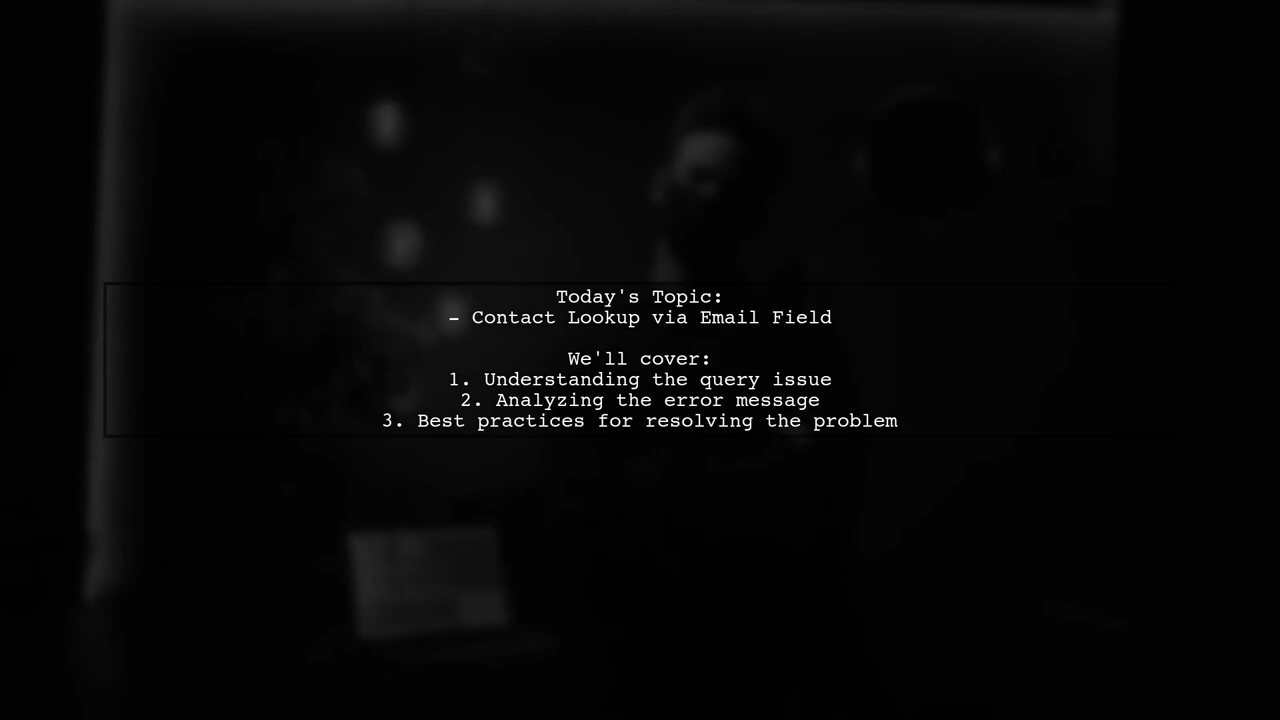 Today's Topic:
- Contact Lookup via Email Field
We'll cover:
1. Understanding the query issue
2. Analyzing the error message
3. Best practices for resolving the problem